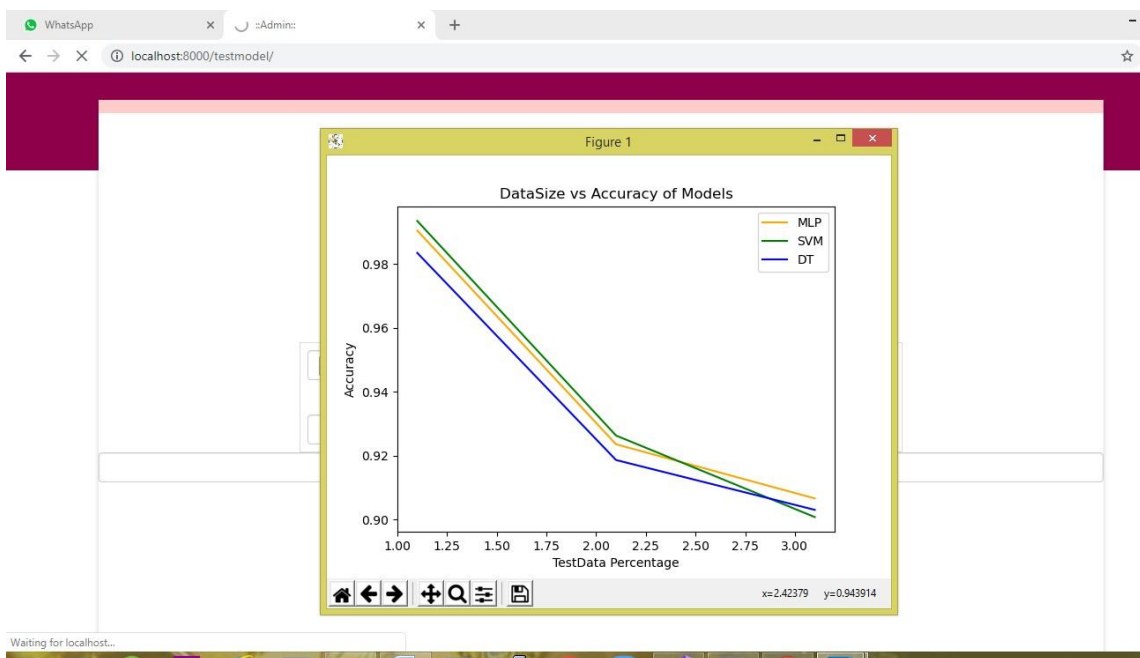 WhatsApp
::Admin::
localhost:8000/testmodel/
Figure 1
DataSize vs Accuracy of Models
MLP
SVM
DT
0.98
0.96
0.94
0.92
0.90
Accuracy
1.00 1.25 1.50 1.75 2.00 2.25 2.50 2.75 3.00
TestData Percentage
x=2.42379 y=0.943914
Waiting for localhost...